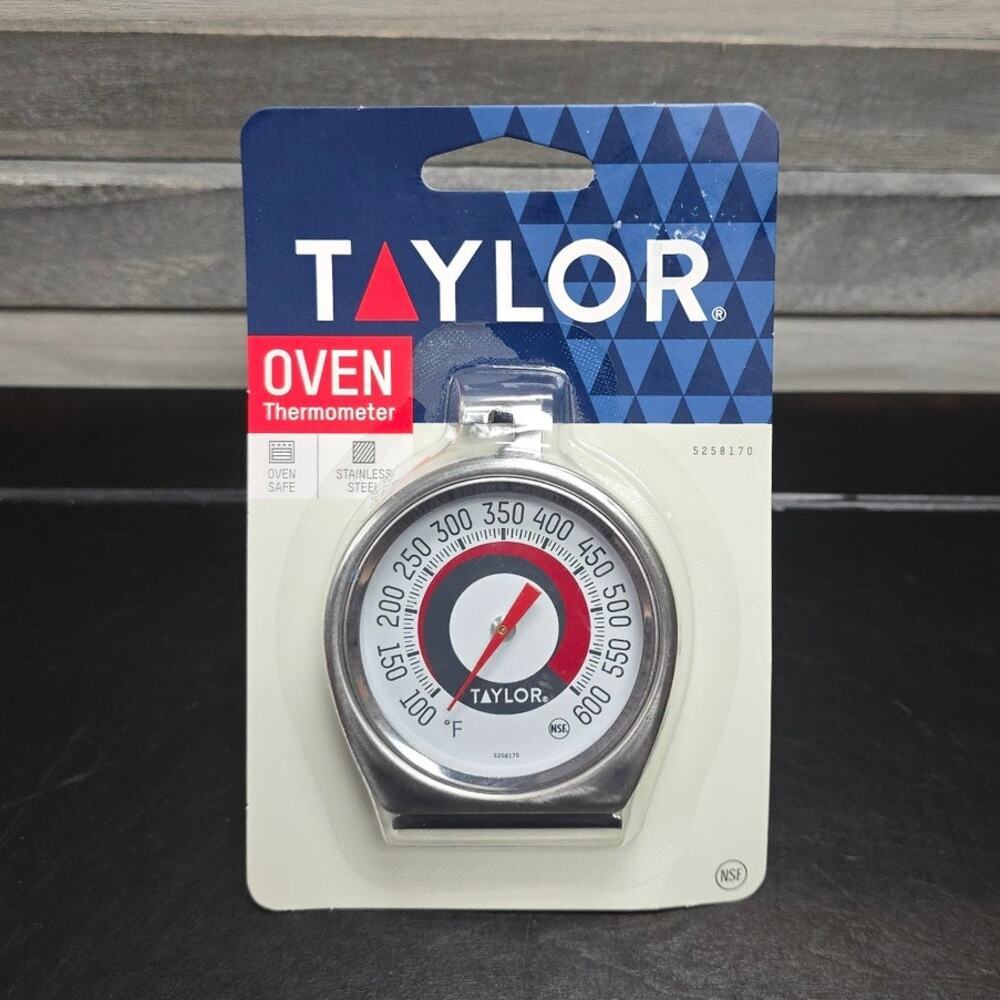 TAYLOR®
OVEN
Thermometer
OVEN
SAFE
STAINLESS
STEEL
5258170
100
150
200
250
300
350
400
450
500
550
600
°F
TAYLOR®
NSF
5258170
NSF